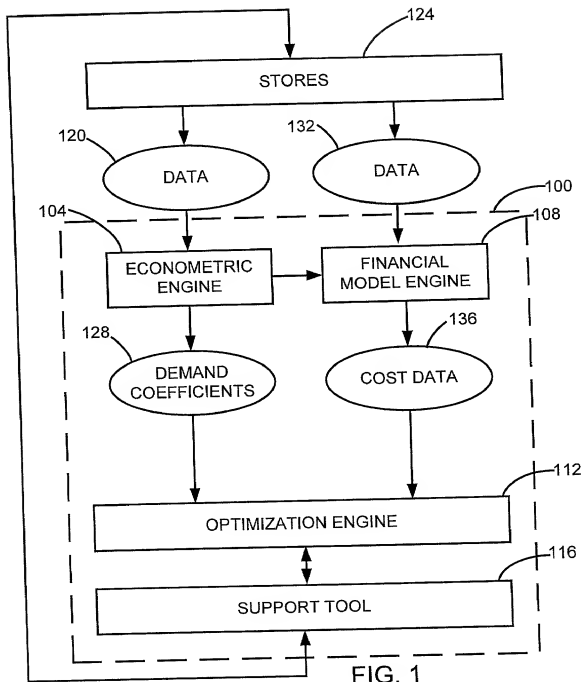 124
STORES
120
132
DATA
DATA
100
104
108
ECONOMETRIC
ENGINE
FINANCIAL
MODEL ENGINE
128
136
DEMAND
COEFFICIENTS
COST DATA
112
OPTIMIZATION ENGINE
116
SUPPORT TOOL
FIG. 1